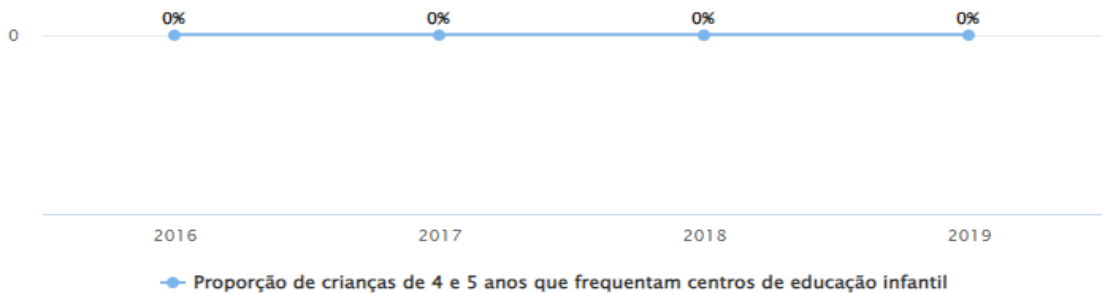 0% 0% 0% 0%
0
2016 2017 2018 2019
Proporção de crianças de 4 e 5 anos que frequentam centros de educação infantil